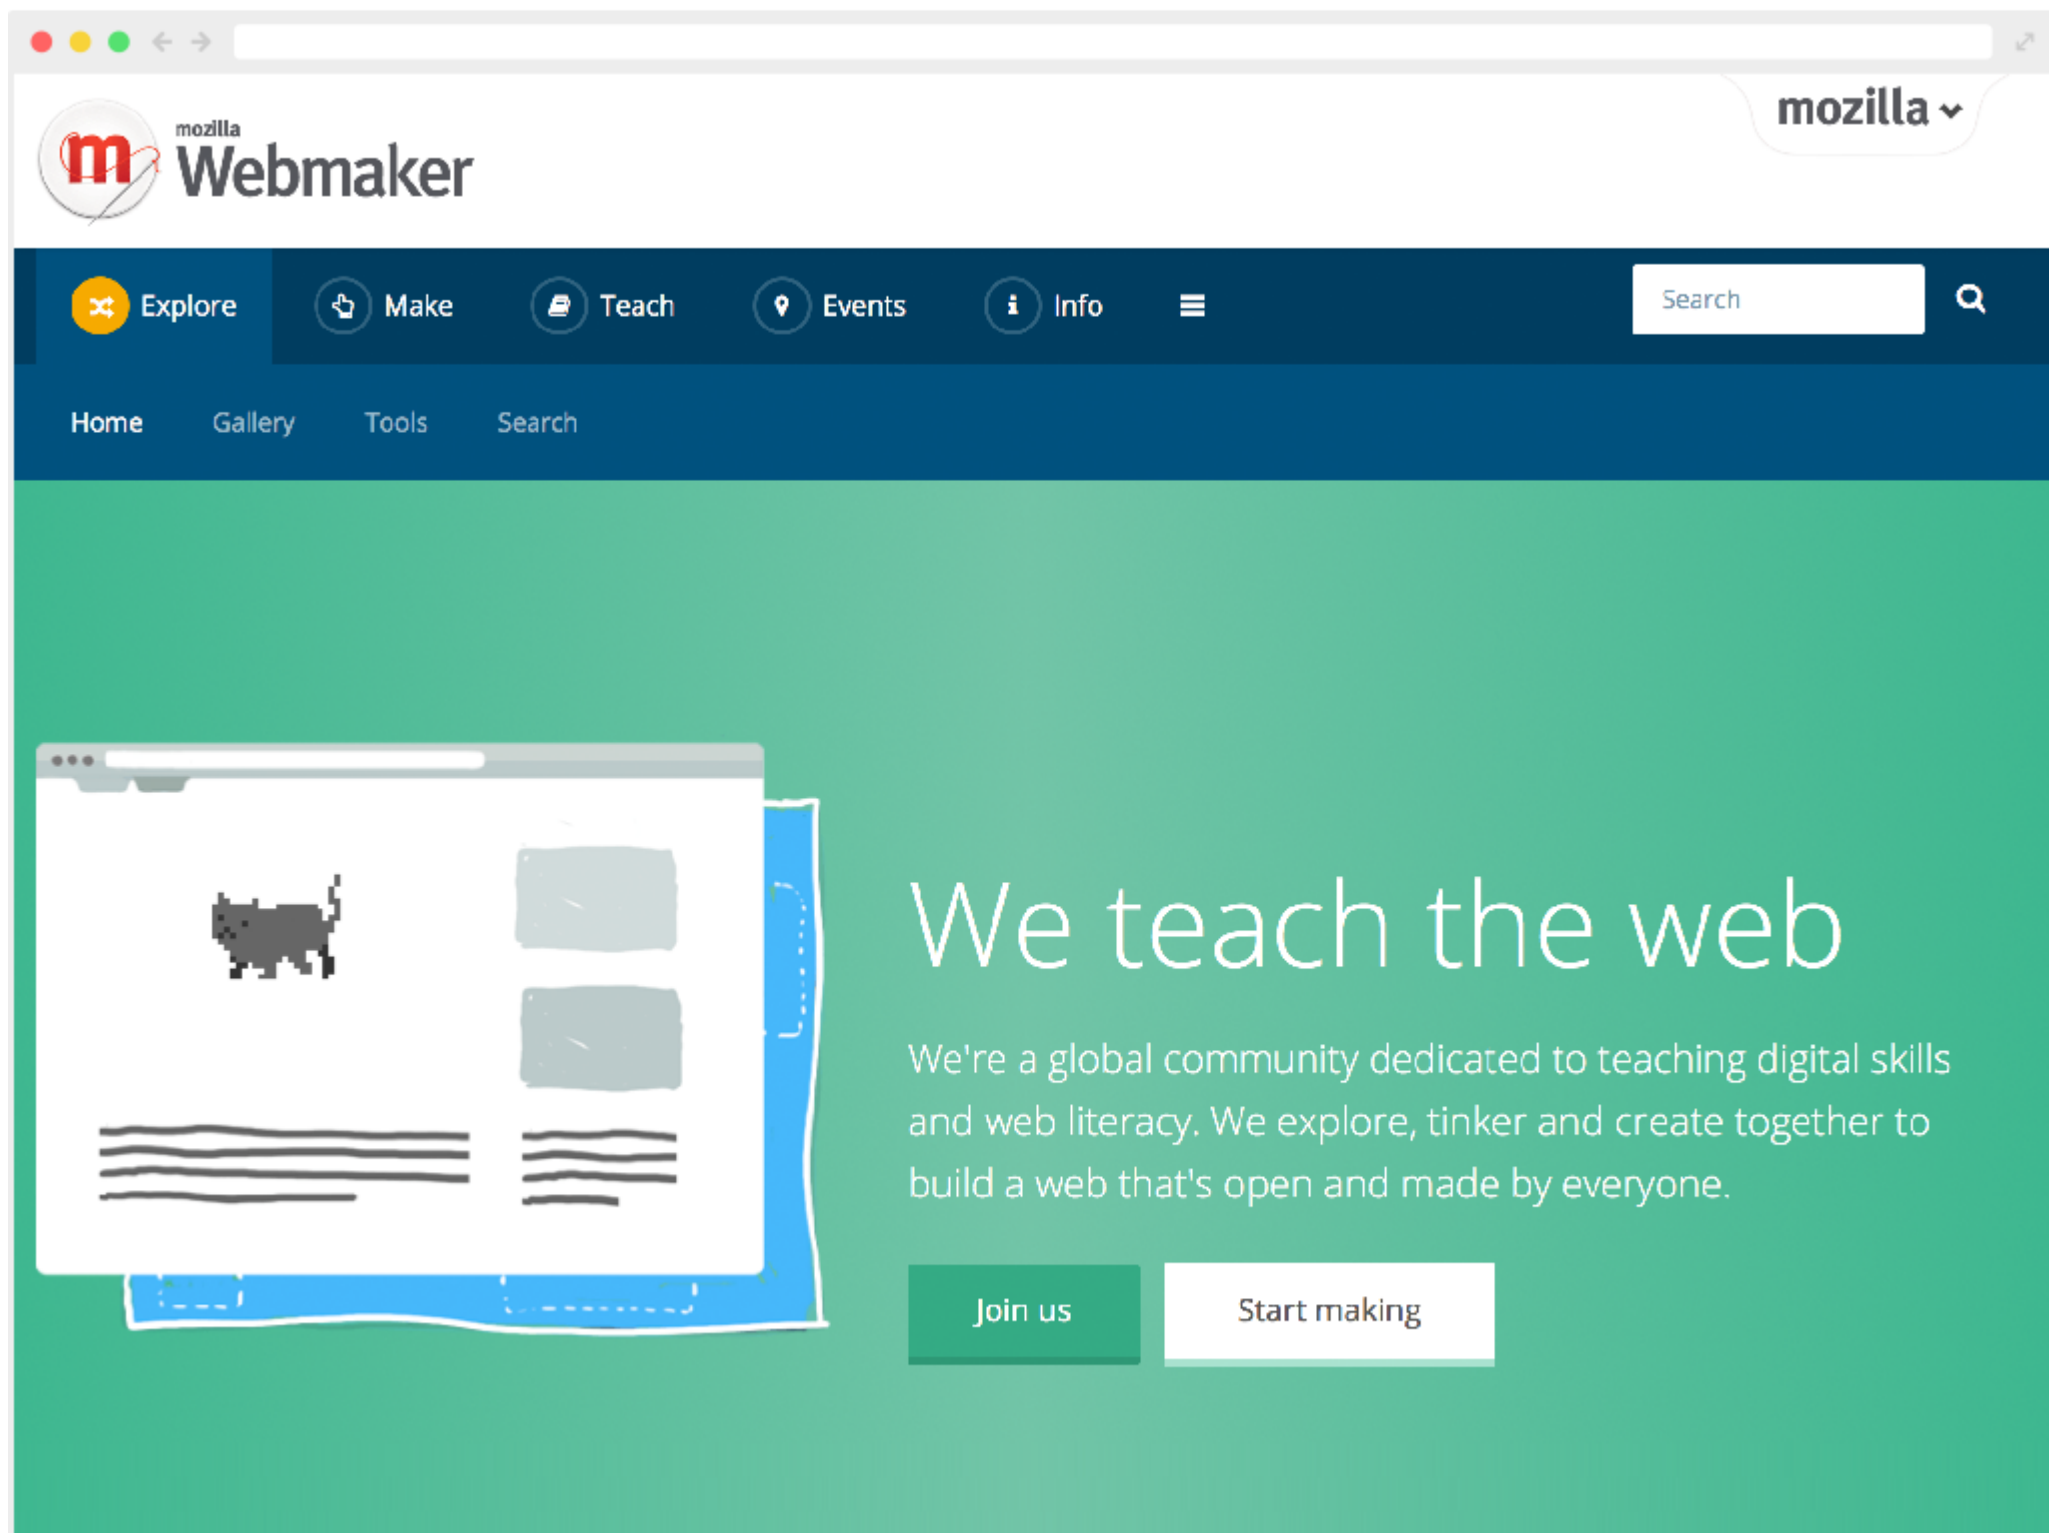 mozilla
mozilla
Webmaker
Explore Make Teach Events Info Search
Home Gallery Tools Search
We teach the web
We're a global community dedicated to teaching digital skills
and web literacy. We explore, tinker and create together to
build a web that's open and made by everyone.
Join us Start making